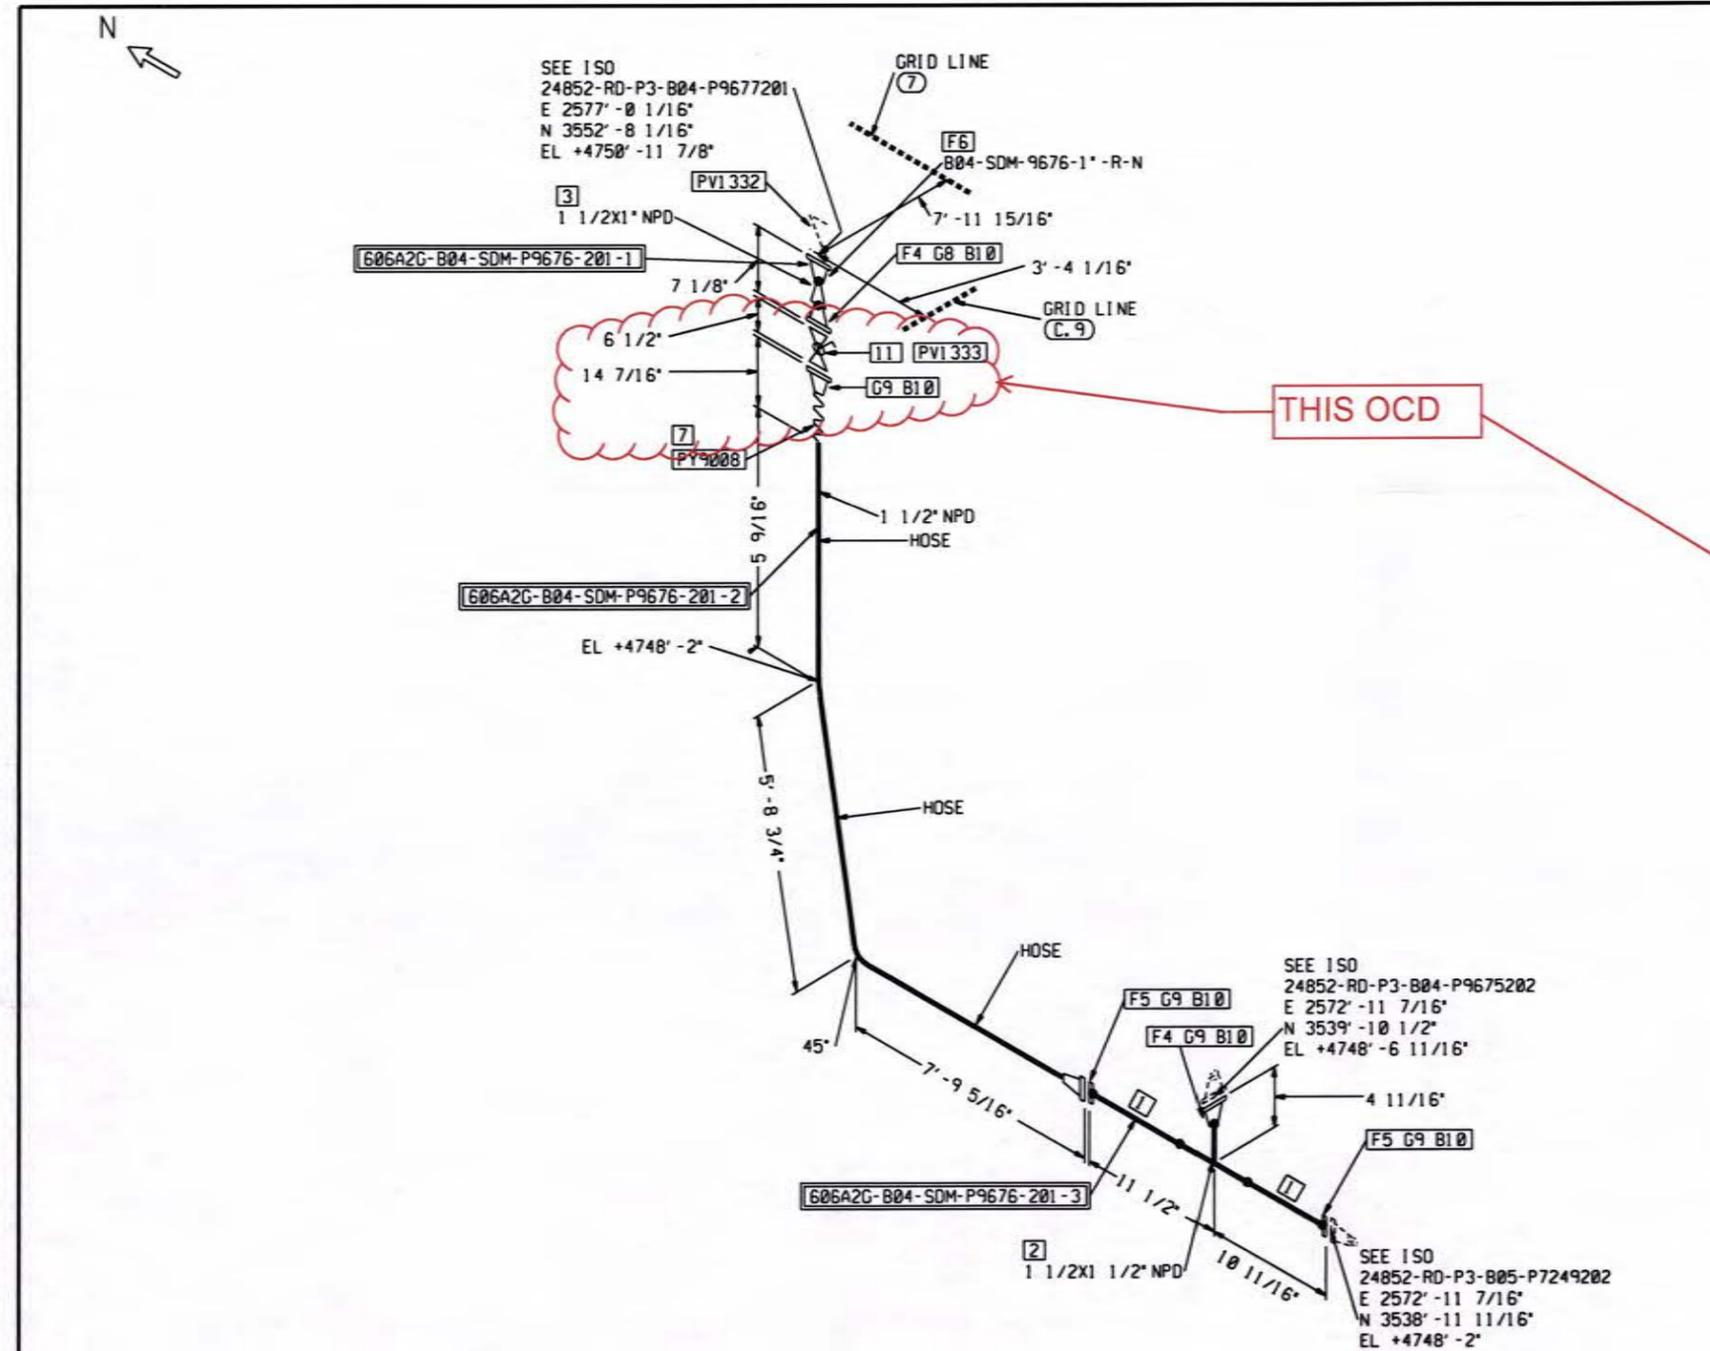 N
SEE ISO
24852-RD-P3-B04-P9677201
E 2577'-0 1/16"
N 3552'-8 1/16"
EL +4750'-11 7/8"
GRID LINE
7
F6
B04-SDM-9676-1"-R-N
PV1332
3
1 1/2X1" NPD
7'-11 15/16"
606A2G-B04-SDM-P9676-201-1
F4 G8 B10
7 1/8"
3'-4 1/16"
GRID LINE
C.9
6 1/2"
11 PV1333
14 7/16"
G9 B10
THIS OCD
7
PY9008
5 9/16"
1 1/2" NPD
HOSE
606A2G-B04-SDM-P9676-201-2
EL +4748'-2"
5'-8 3/4"
HOSE
HOSE
45°
7'-9 5/16"
F5 G9 B10
F4 G9 B10
SEE ISO
24852-RD-P3-B04-P9675202
E 2572'-11 7/16"
N 3539'-10 1/2"
EL +4748'-6 11/16"
1
4 11/16"
F5 G9 B10
606A2G-B04-SDM-P9676-201-3
11 1/2"
1
2
1 1/2X1 1/2" NPD
10 11/16"
SEE ISO
24852-RD-P3-B05-P7249202
E 2572'-11 7/16"
N 3538'-11 11/16"
EL +4748'-2"